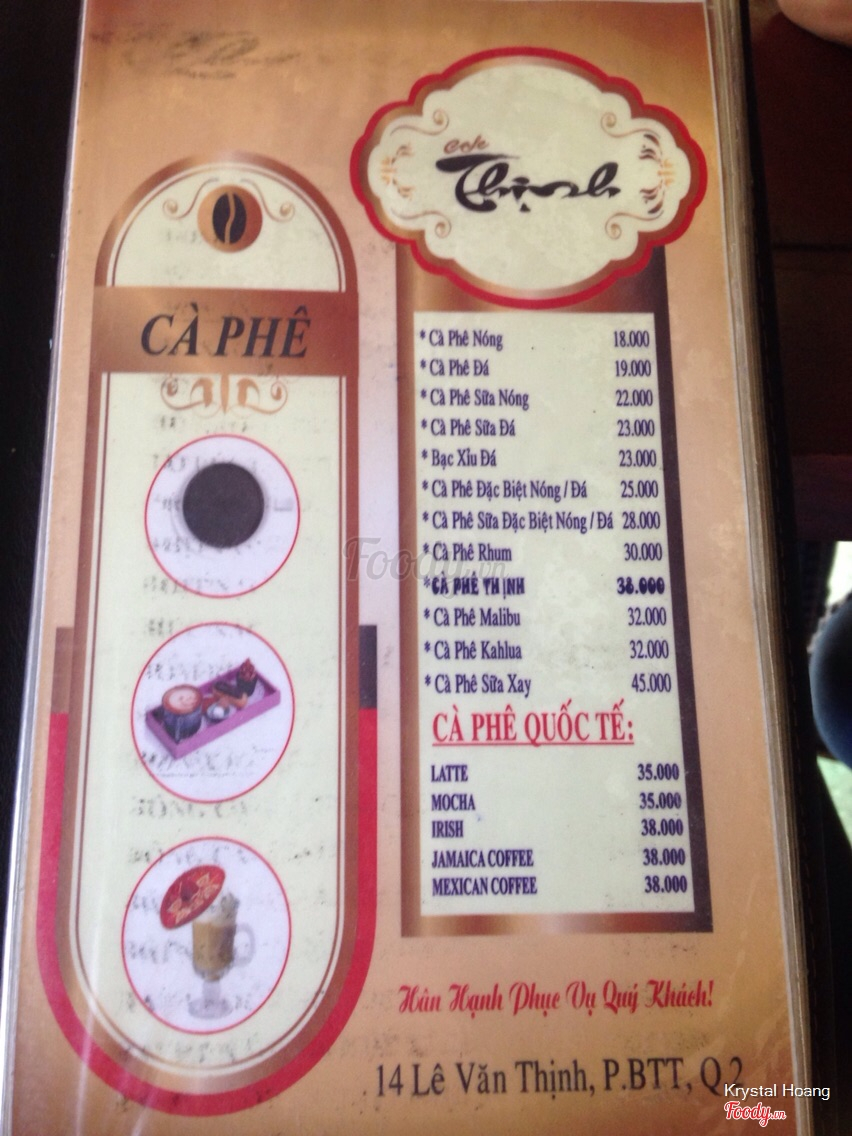 Cafe
Thịnh
CÀ PHÊ
* Cà Phê Nóng 18.000
* Cà Phê Đá 19.000
* Cà Phê Sữa Nóng 22.000
* Cà Phê Sữa Đá 23.000
* Bạc Xỉu Đá 23.000
* Cà Phê Đặc Biệt Nóng / Đá 25.000
* Cà Phê Sữa Đặc Biệt Nóng / Đá 28.000
* Cà Phê Rhum 30.000
* CÀ PHÊ THỊNH 38.000
* Cà Phê Malibu 32.000
* Cà Phê Kahlua 32.000
* Cà Phê Sữa Xay 45.000
CÀ PHÊ QUỐC TẾ:
LATTE 35.000
MOCHA 35.000
IRISH 38.000
JAMAICA COFFEE 38.000
MEXICAN COFFEE 38.000
Hân Hạnh Phục Vụ Quý Khách!
14 Lê Văn Thịnh, P.BTT, Q 2
Foody.vn
Krystal Hoang
Foody.vn